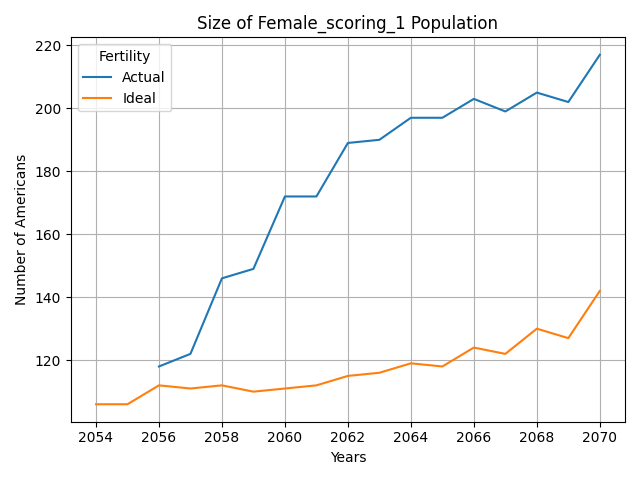 Size of Female_scoring_1 Population
Fertility
Actual
Ideal
220
200
180
160
140
120
Number of Americans
2054 2056 2058 2060 2062 2064 2066 2068 2070
Years